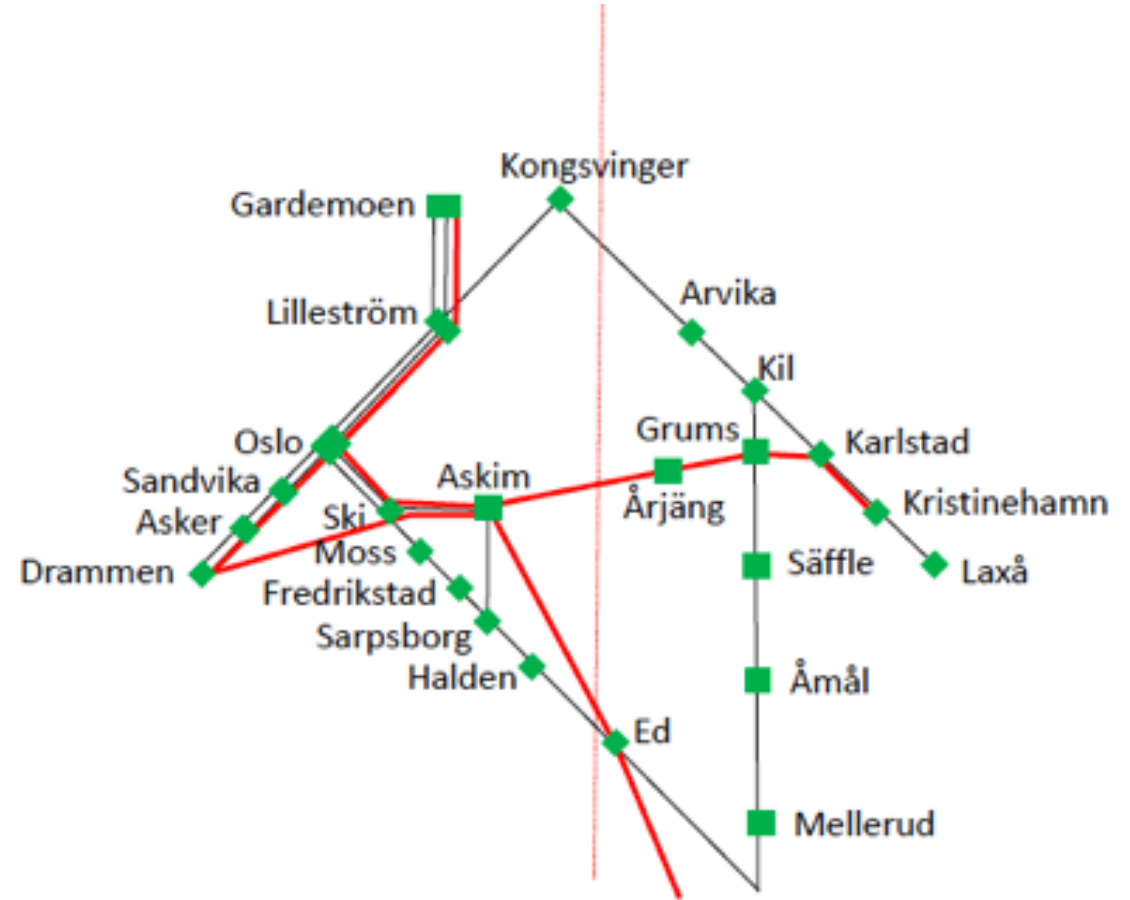 Kongsvinger
Gardemoen
Arvika
Lilleström
Kil
Grums
Karlstad
Oslo
Askim
Sandvika
Årjäng
Kristinehamn
Asker
Ski
Moss
Säffle
Laxå
Drammen
Fredrikstad
Sarpsborg
Halden
Åmål
Ed
Mellerud